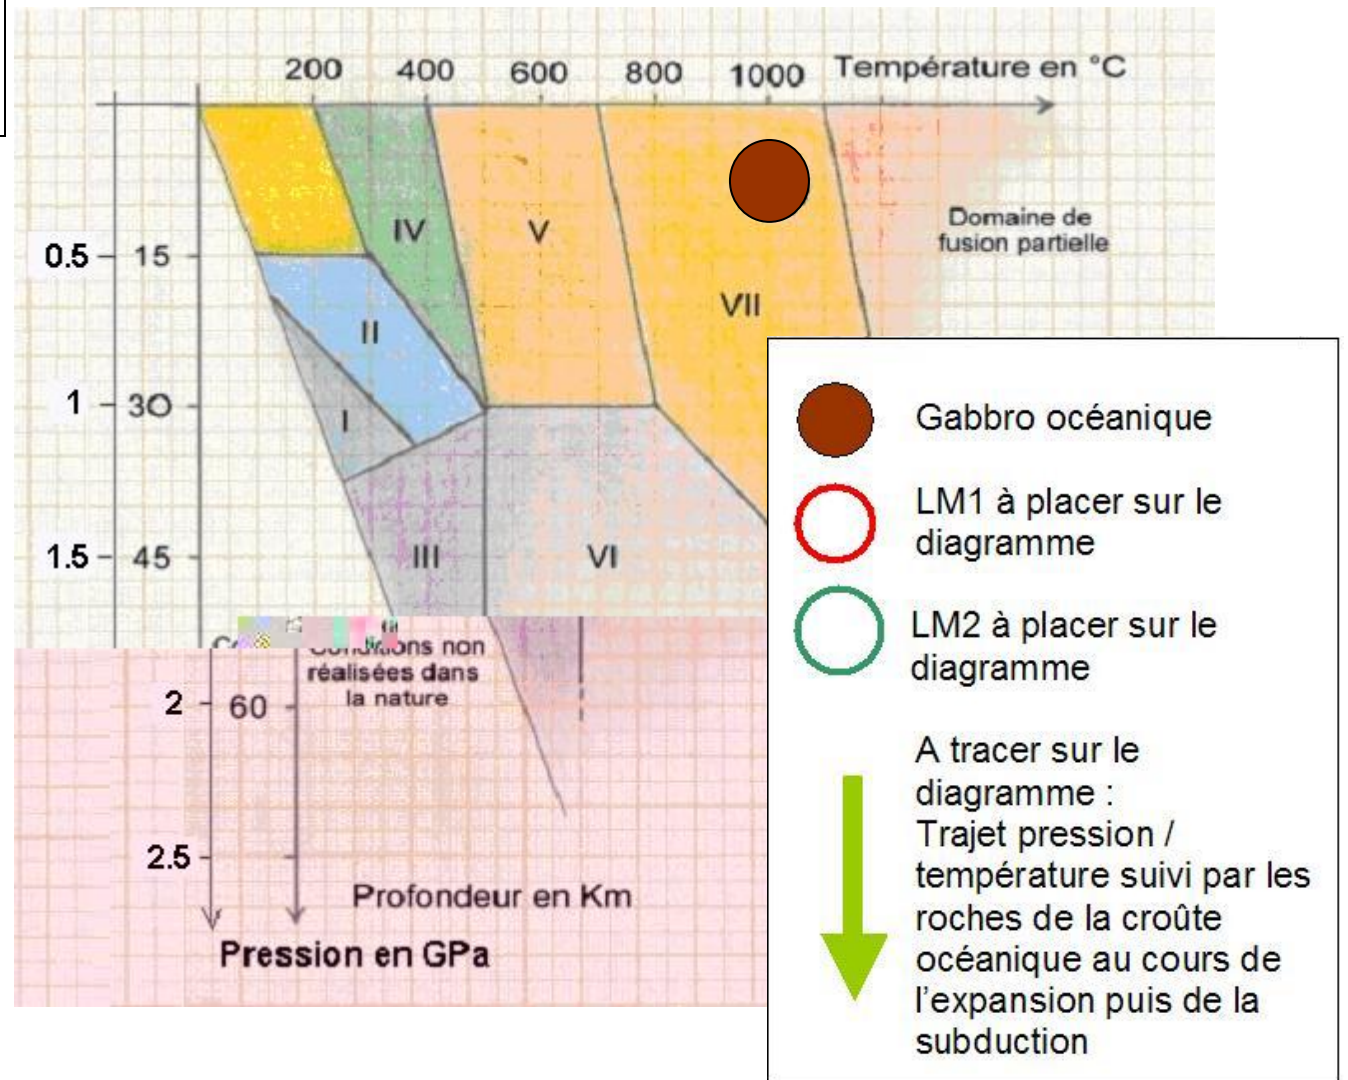 200 400 600 800 1000 Température en °C
Domaine de
fusion partielle
IV V VII
0.5 15
II
1 30
I
1.5 45
III VI
Conditions non
réalisées dans
la nature
2 60
2.5
Profondeur en Km
Pression en GPa
Gabbro océanique
LM1 à placer sur le
diagramme
LM2 à placer sur le
diagramme
A tracer sur le
diagramme :
Trajet pression /
température suivi par les
roches de la croûte
océanique au cours de
l'expansion puis de la
subduction